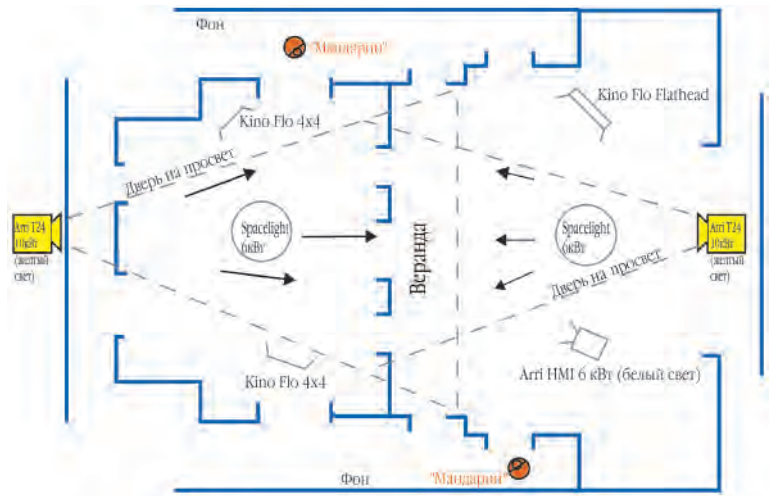 Фон
"Мандарин"
Kino Flo 4x4
Kino Flo Flathead
Дверь на просвет
Arri T24
10кВт
(желтый
свет)
Spacelight
6кВт
Веранда
Spacelight
6кВт
Arri T24
10кВт
(желтый
свет)
Дверь на просвет
Kino Flo 4x4
Arri HMI 6 кВт (белый свет)
Фон
"Мандарин"